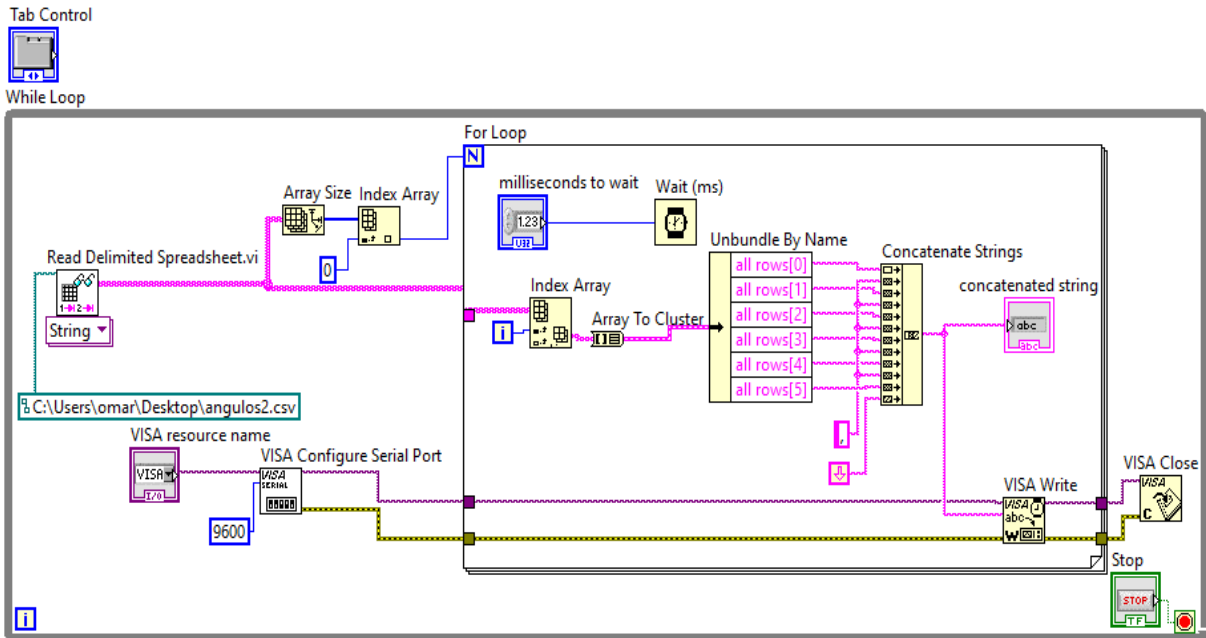 Tab Control
While Loop
For Loop
milliseconds to wait
Wait (ms)
1.23
U32
Array Size
Index Array
0
Read Delimited Spreadsheet.vi
1 2
String
N
Unbundle By Name
all rows[0]
all rows[1]
all rows[2]
all rows[3]
all rows[4]
all rows[5]
Concatenate Strings
concatenated string
abc
abc
Index Array
i
Array To Cluster
,
C:\Users\omar\Desktop\angulos2.csv
VISA resource name
VISA
I/O
VISA Configure Serial Port
VISA
SERIAL
9600
VISA Write
VISA
abc
W
VISA Close
VISA
C
Stop
STOP
TF
i